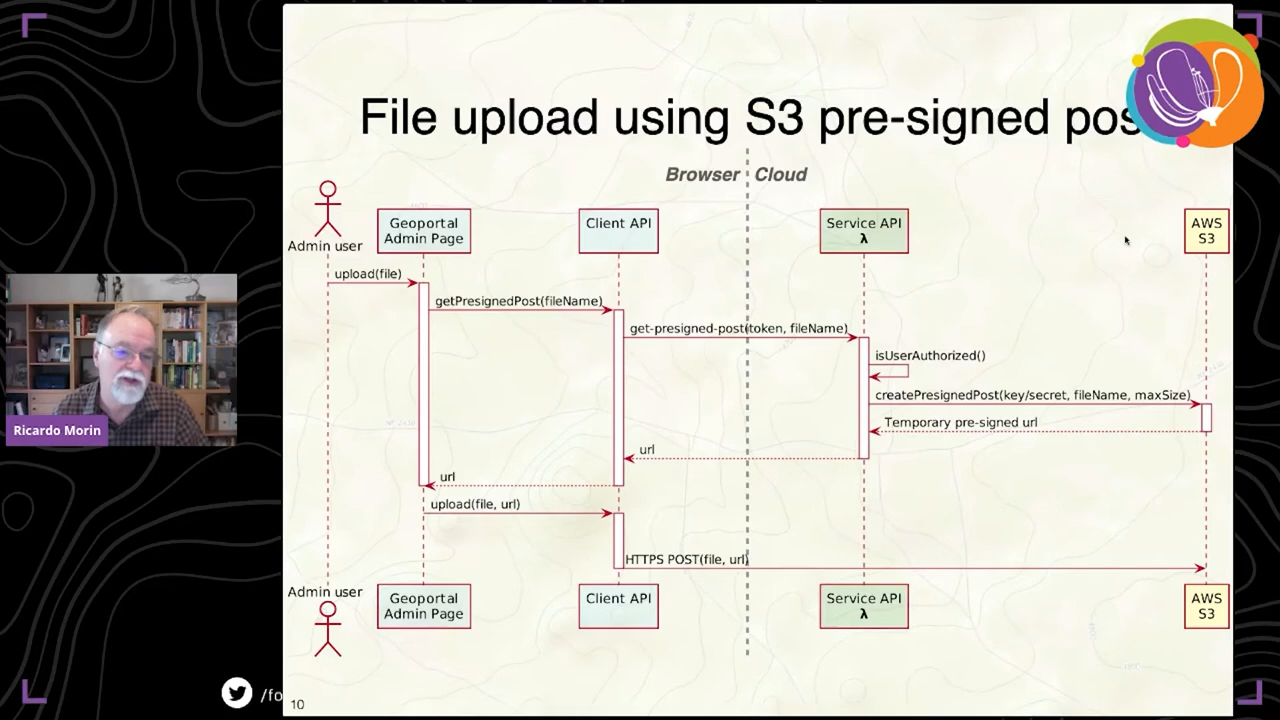 File upload using S3 pre-signed pos
Browser
Cloud
Admin user
Geoportal
Admin Page
Client API
Service API
λ
AWS
S3
upload(file)
getPresignedPost(fileName)
get-presigned-post(token, fileName)
isUserAuthorized()
createPresignedPost(key/secret, fileName, maxSize)
Temporary pre-signed url
url
url
upload(file, url)
HTTPS POST(file, url)
Admin user
Geoportal
Admin Page
Client API
Service API
λ
AWS
S3
Ricardo Morin
/fo
10